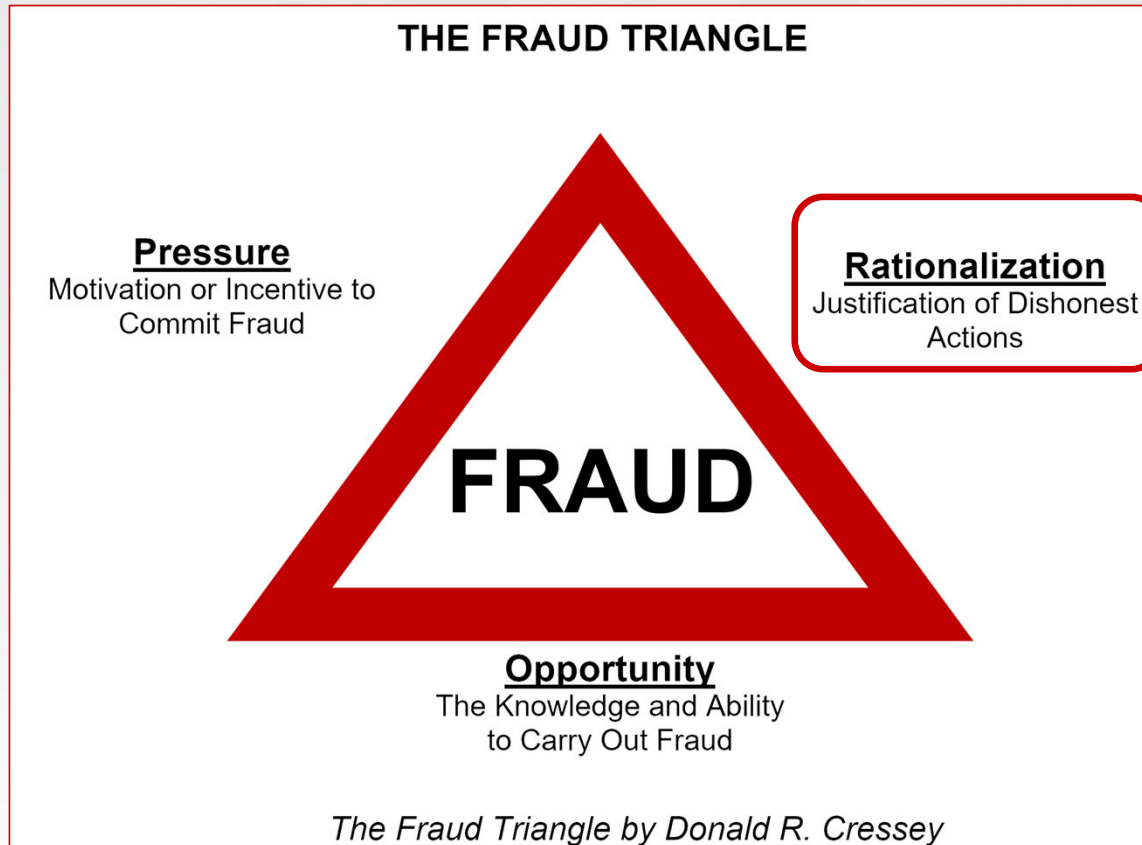 THE FRAUD TRIANGLE
Pressure
Motivation or Incentive to
Commit Fraud
Rationalization
Justification of Dishonest
Actions
FRAUD
Opportunity
The Knowledge and Ability
to Carry Out Fraud
The Fraud Triangle by Donald R. Cressey